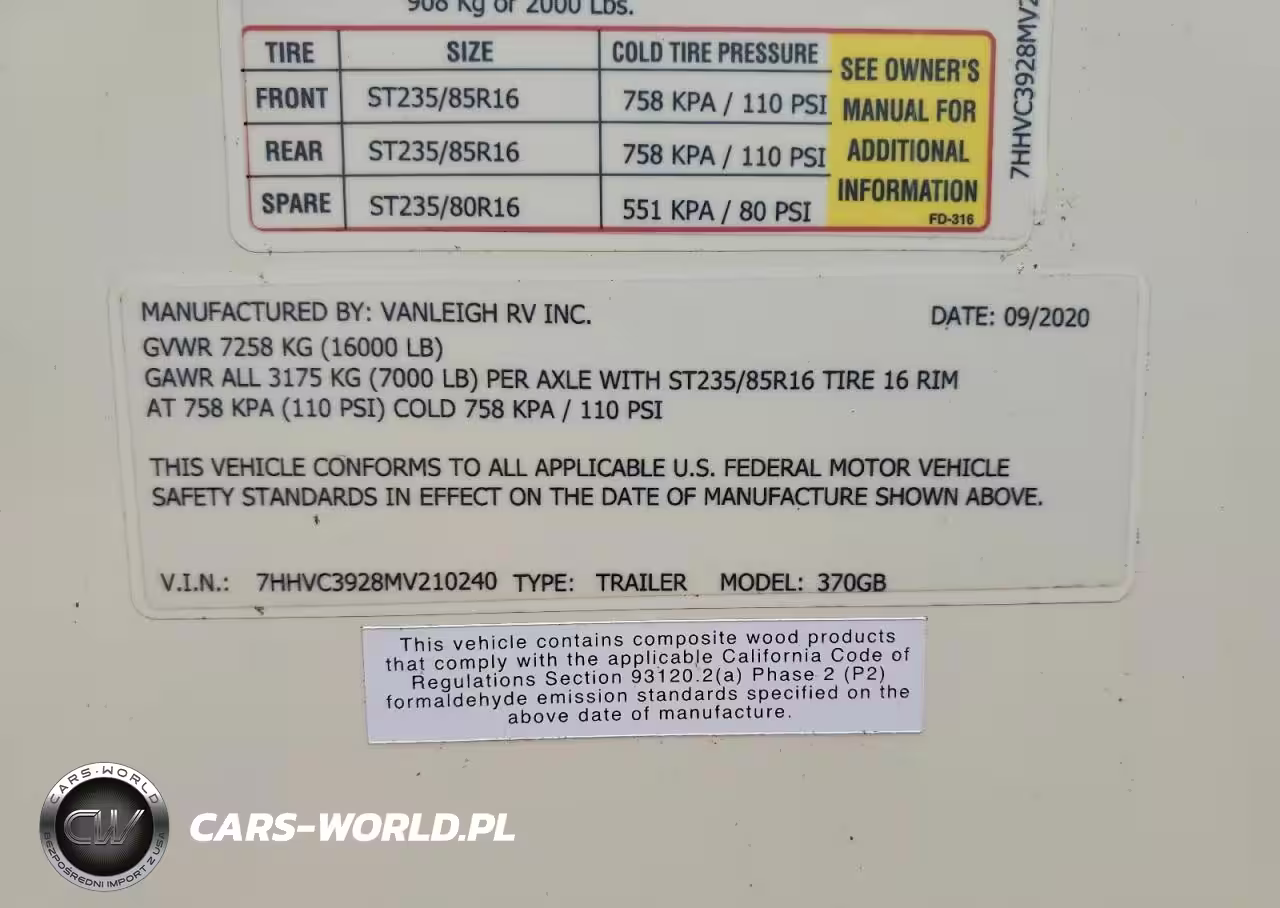 908 Kg or 2000 Lbs.
TIRE SIZE COLD TIRE PRESSURE
FRONT ST235/85R16 758 KPA / 110 PSI
REAR ST235/85R16 758 KPA / 110 PSI
SPARE ST235/80R16 551 KPA / 80 PSI
SEE OWNER'S
MANUAL FOR
ADDITIONAL
INFORMATION
FD-316
7HHVC3928MV2
MANUFACTURED BY: VANLEIGH RV INC. DATE: 09/2020
GVWR 7258 KG (16000 LB)
GAWR ALL 3175 KG (7000 LB) PER AXLE WITH ST235/85R16 TIRE 16 RIM
AT 758 KPA (110 PSI) COLD 758 KPA / 110 PSI
THIS VEHICLE CONFORMS TO ALL APPLICABLE U.S. FEDERAL MOTOR VEHICLE
SAFETY STANDARDS IN EFFECT ON THE DATE OF MANUFACTURE SHOWN ABOVE.
V.I.N.: 7HHVC3928MV210240 TYPE: TRAILER MODEL: 370GB
This vehicle contains composite wood products
that comply with the applicable California Code of
Regulations Section 93120.2(a) Phase 2 (P2)
formaldehyde emission standards specified on the
above date of manufacture.
CARS-WORLD
CW
BEZPOŚREDNI IMPORT Z USA
CARS-WORLD.PL